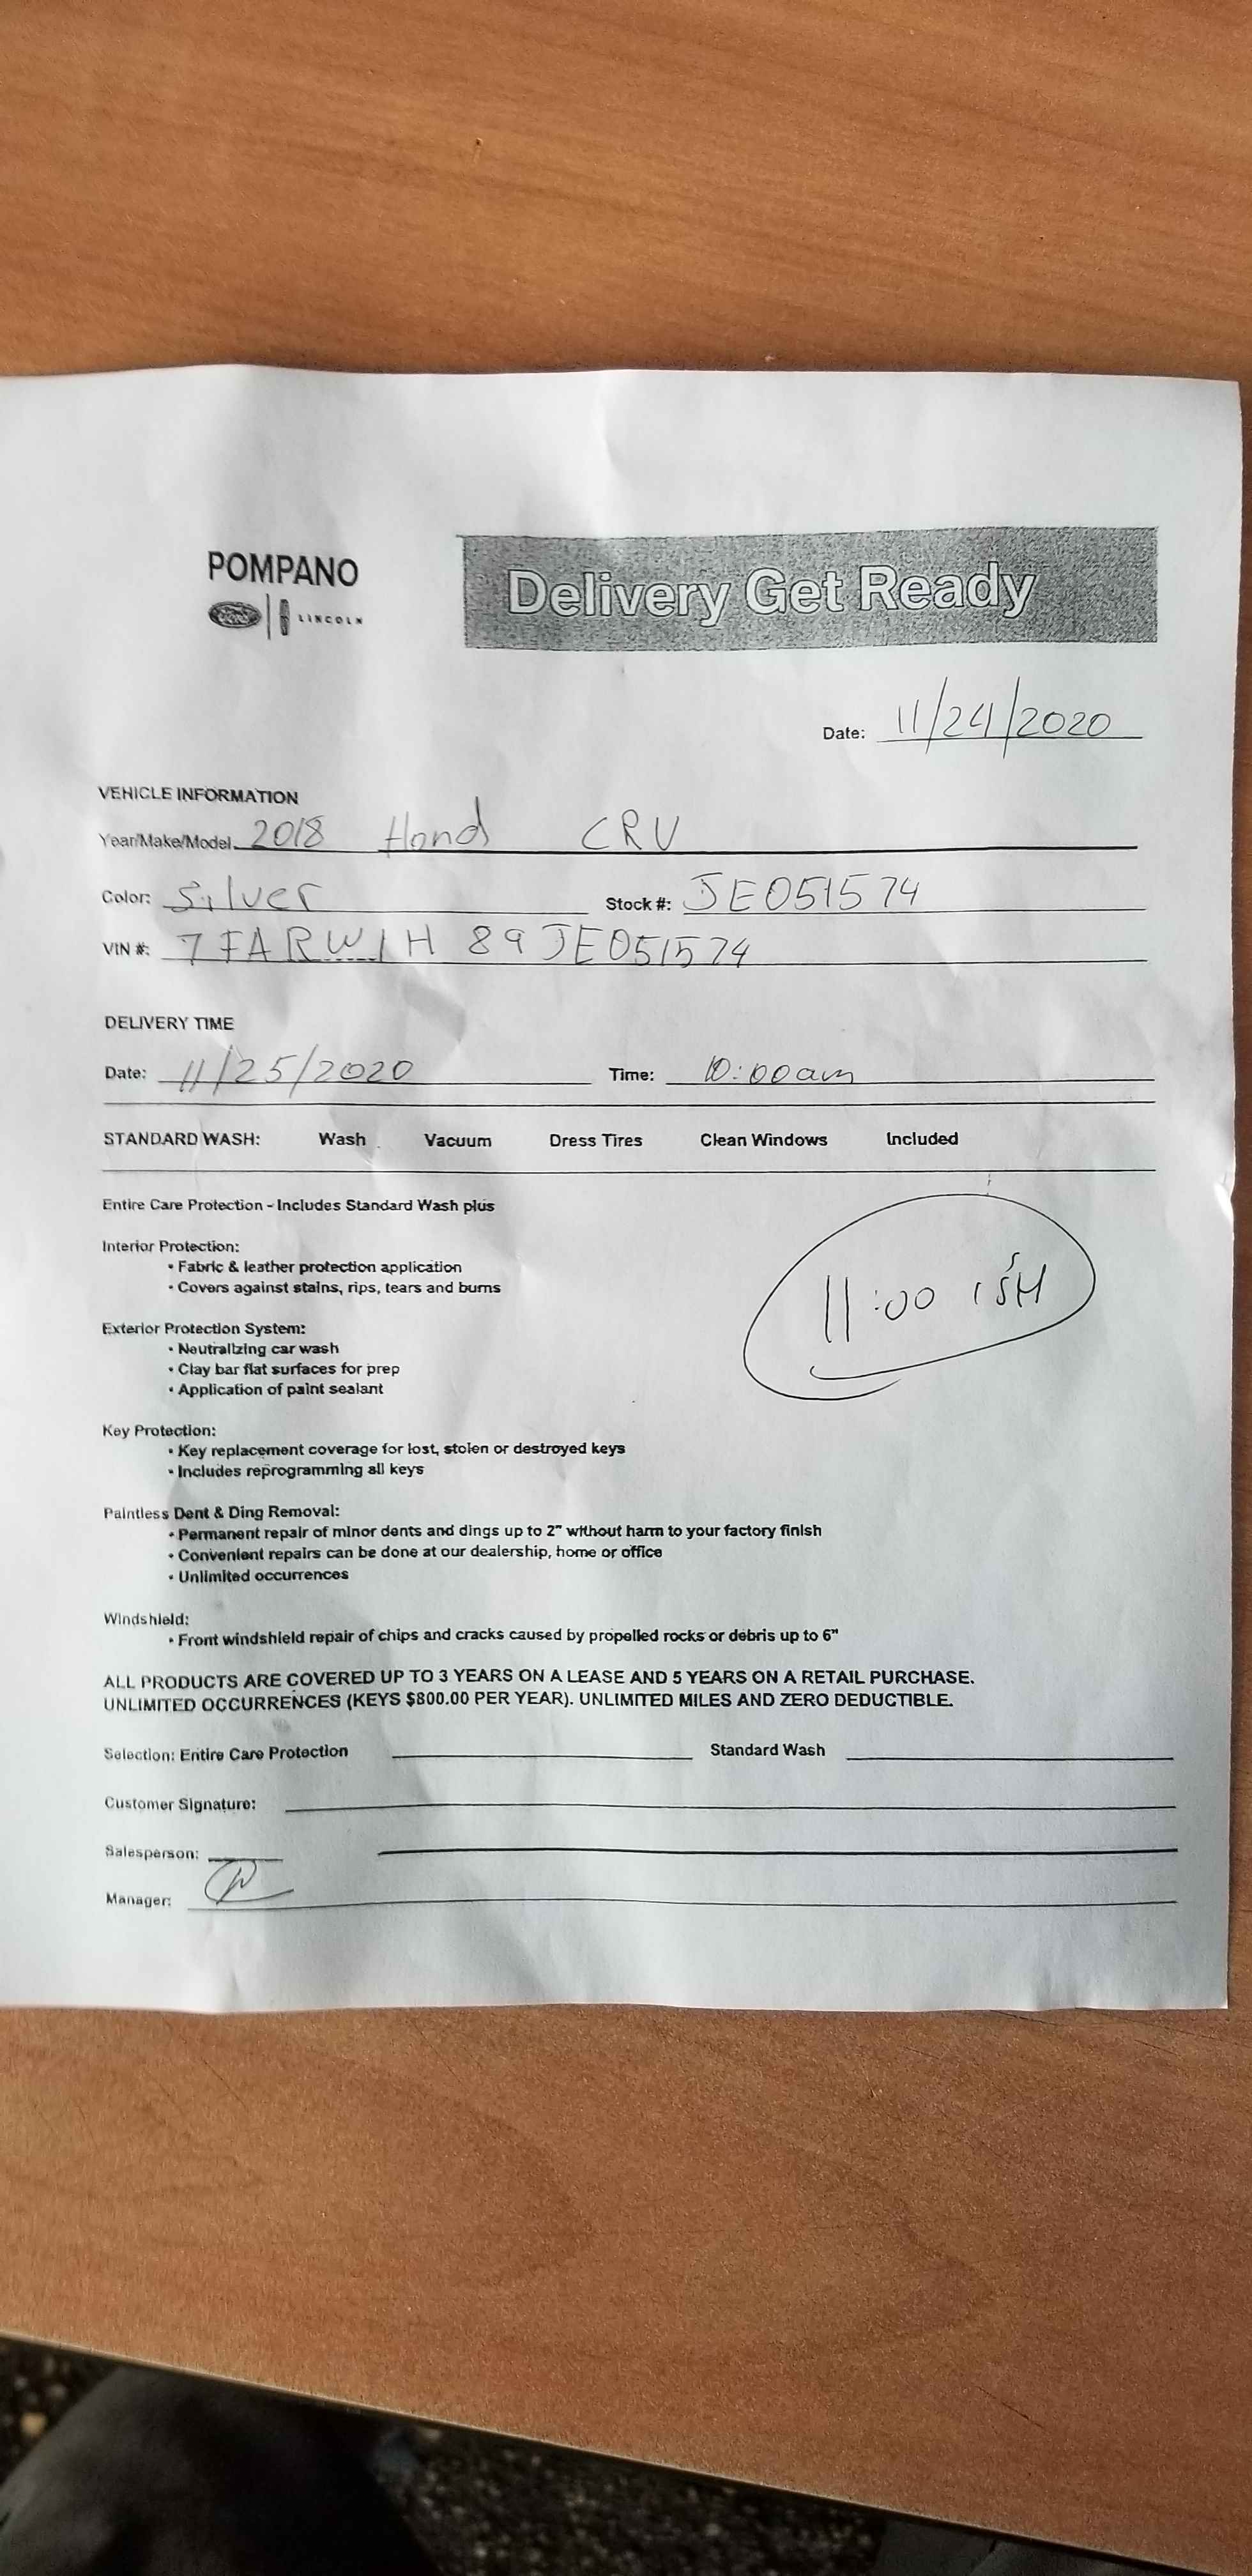 POMPANO
Ford LINCOLN
Delivery Get Ready
Date: 11/24/2020
VEHICLE INFORMATION
Year/Make/Model. 2018 Hond CRV
Color: Silver Stock #: JE051574
VIN #: 7FARW1H89JE051574
DELIVERY TIME
Date: 11/25/2020 Time: 10:00am
STANDARD WASH: Wash Vacuum Dress Tires Clean Windows Included
Entire Care Protection - Includes Standard Wash plus
Interior Protection:
• Fabric & leather protection application
• Covers against stains, rips, tears and burns
11:00 ISH
Exterior Protection System:
• Neutralizing car wash
• Clay bar flat surfaces for prep
• Application of paint sealant
Key Protection:
• Key replacement coverage for lost, stolen or destroyed keys
• Includes reprogramming all keys
Paintless Dent & Ding Removal:
• Permanent repair of minor dents and dings up to 2" without harm to your factory finish
• Convenient repairs can be done at our dealership, home or office
• Unlimited occurrences
Windshield:
• Front windshield repair of chips and cracks caused by propelled rocks or debris up to 6"
ALL PRODUCTS ARE COVERED UP TO 3 YEARS ON A LEASE AND 5 YEARS ON A RETAIL PURCHASE.
UNLIMITED OCCURRENCES (KEYS $800.00 PER YEAR). UNLIMITED MILES AND ZERO DEDUCTIBLE.
Selection: Entire Care Protection Standard Wash
Customer Signature:
Salesperson:
Manager: